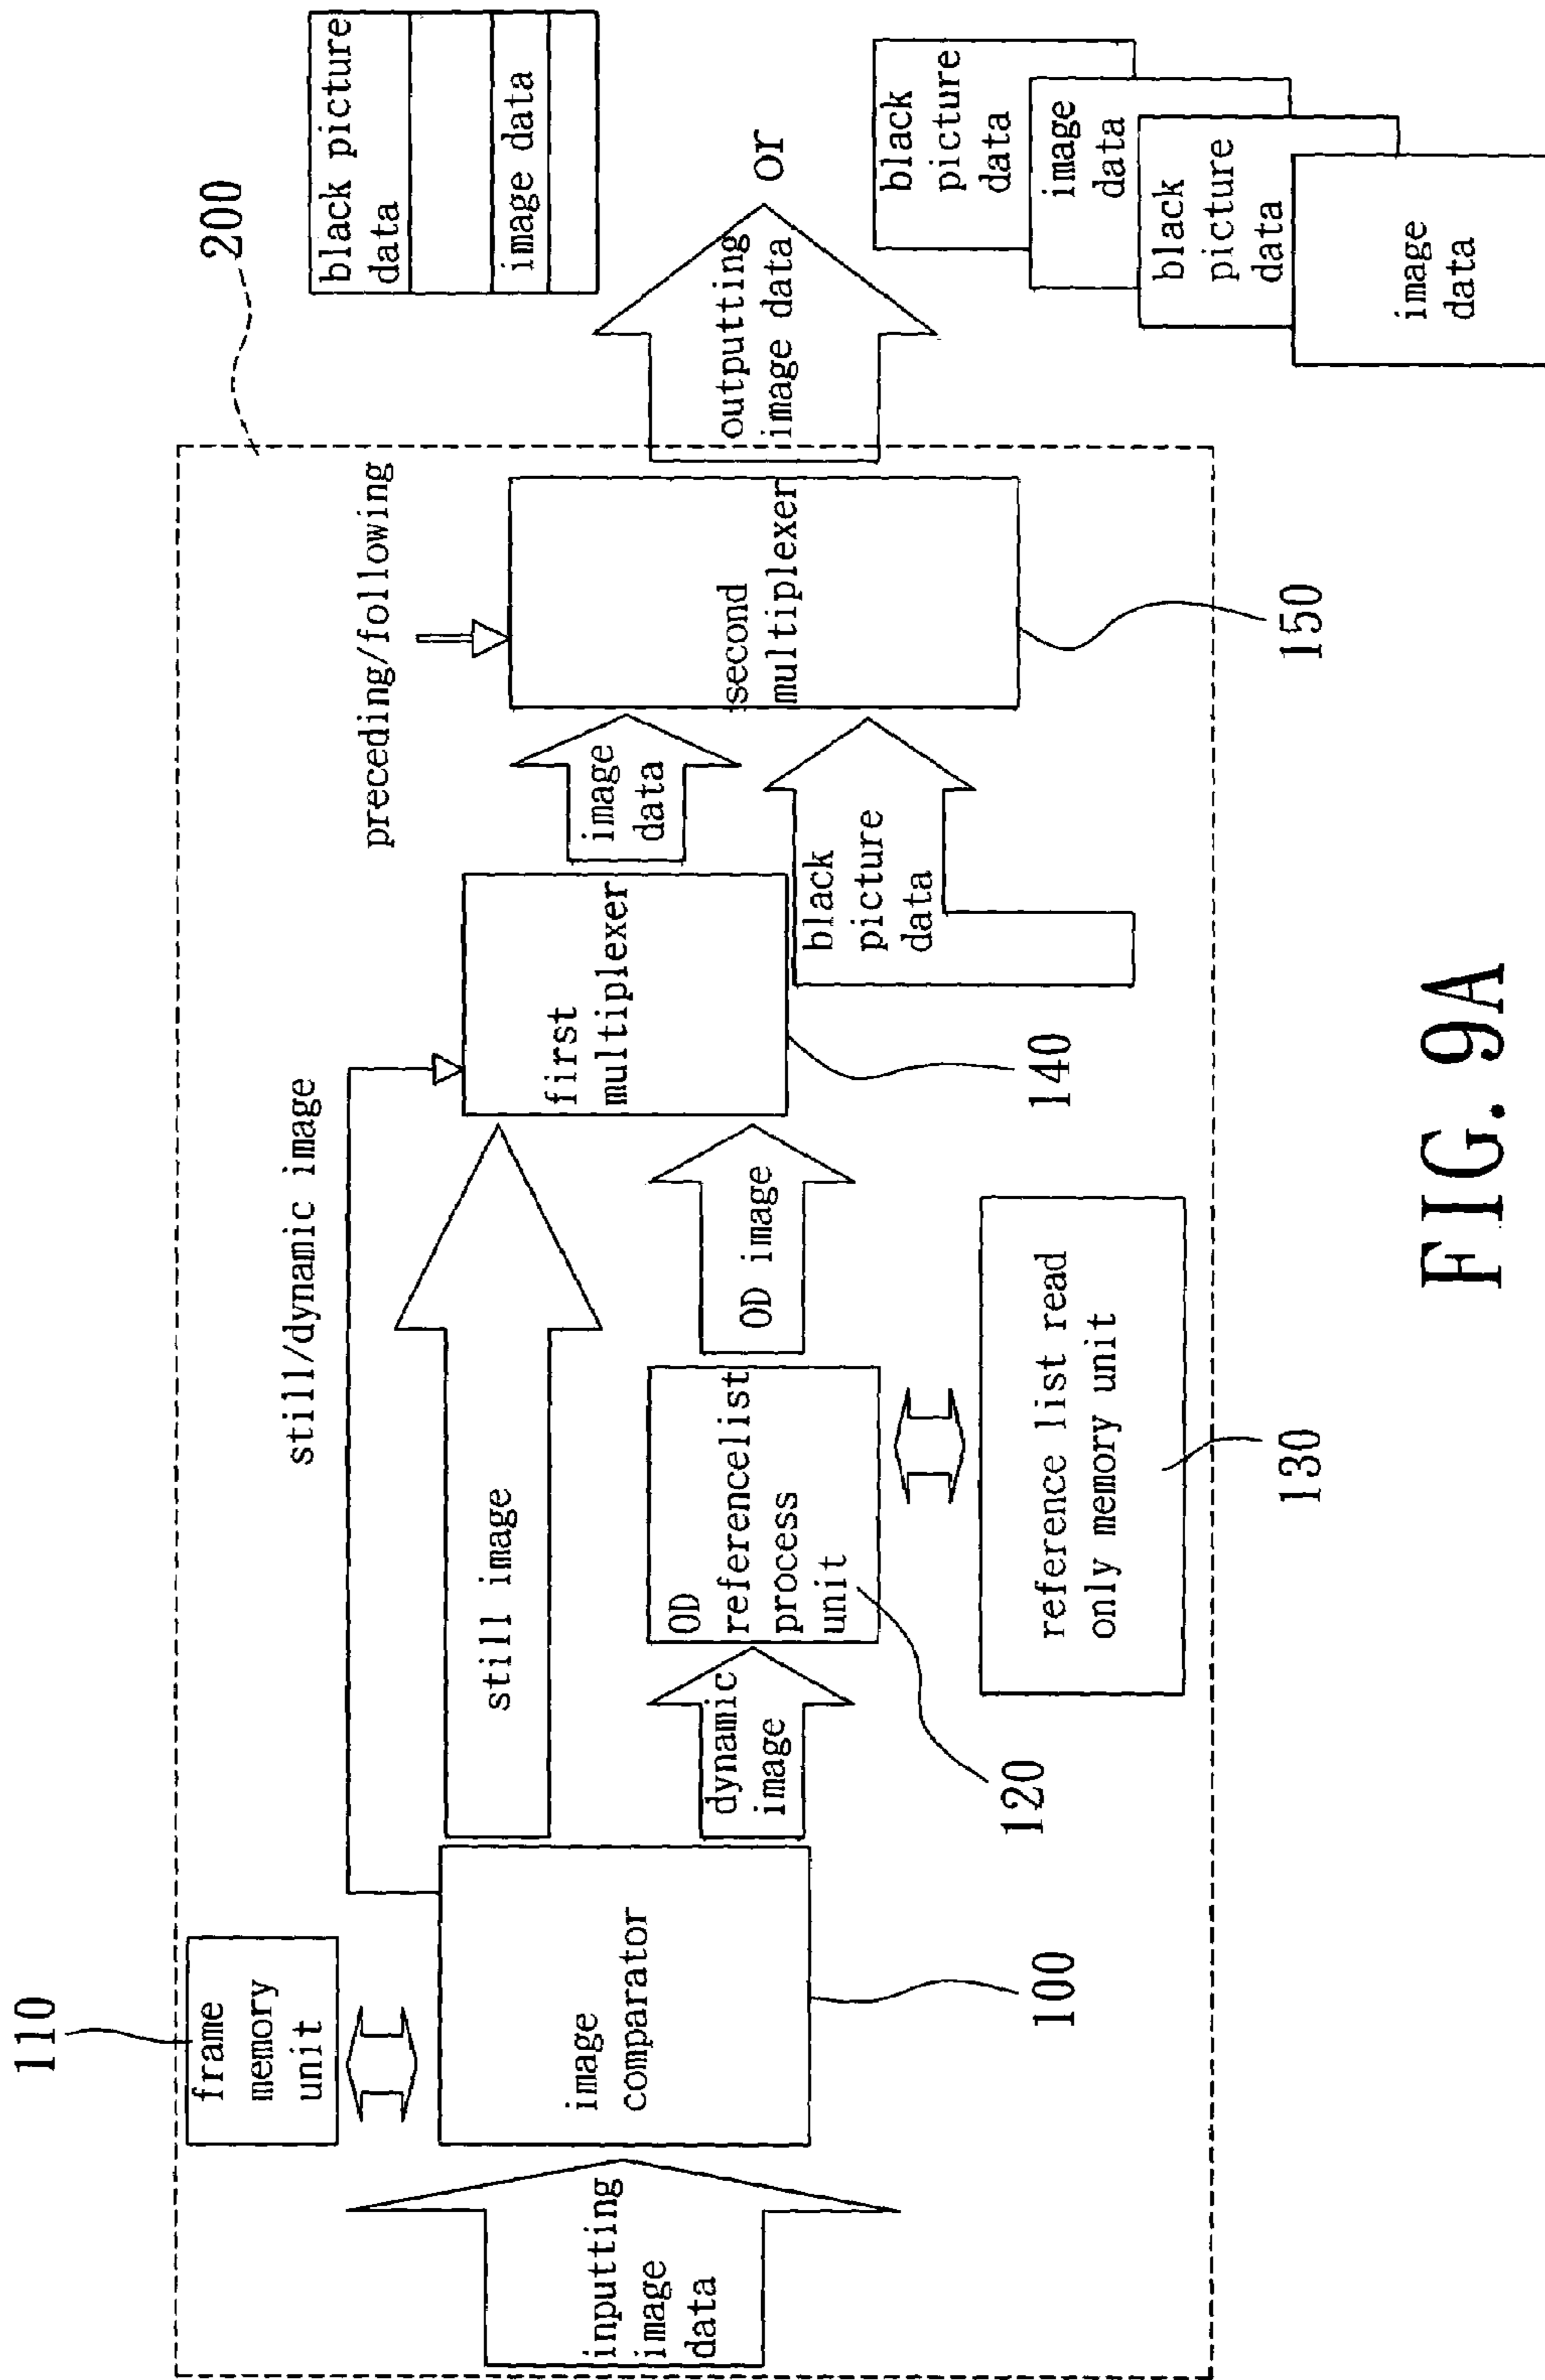 110
frame
memory
unit
inputting
image
data
image
comparator
100
still/dynamic image
still image
dynamic
image
OD
referencelist
process
unit
120
reference list read
only memory unit
130
OD image
first
multiplexer
140
image
data
black
picture
data
preceding/following
second
multiplexer
150
200
outputting
image data
or
black picture
data
image data
black
picture
data
image
data
black
picture
data
image
data
FIG. 9A